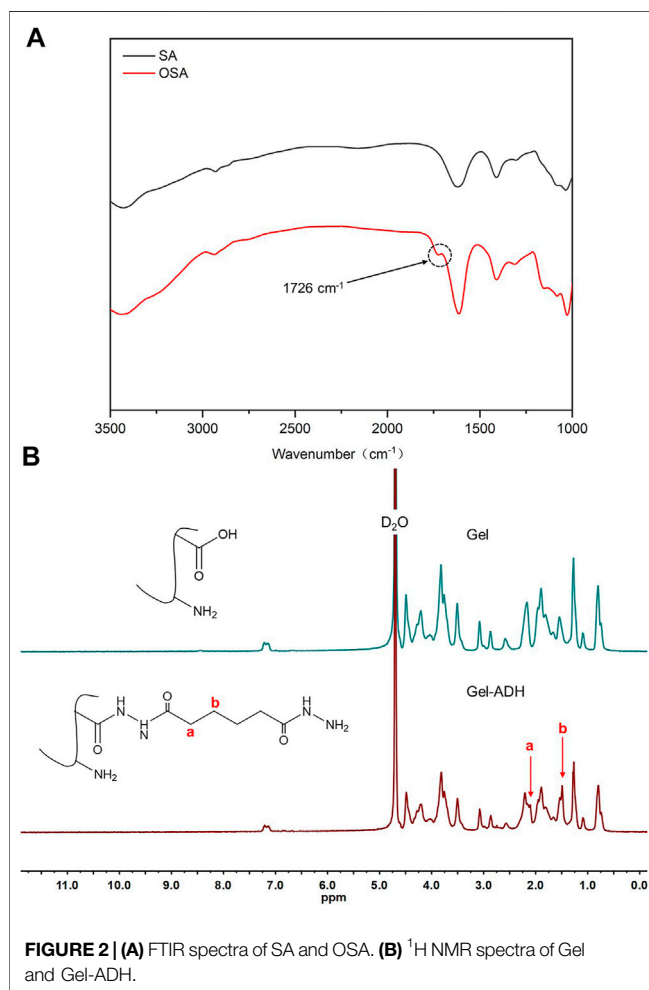 A
SA
OSA
1726 cm⁻¹
3500 3000 2500 2000 1500 1000
Wavenumber（cm⁻¹）
B
D₂O
Gel
OH
O
NH₂
Gel-ADH
H O b H
N N N NH₂
O H N a O
NH₂
a b
11.0 10.0 9.0 8.0 7.0 6.0 5.0 4.0 3.0 2.0 1.0 0.0
ppm
FIGURE 2 | (A) FTIR spectra of SA and OSA. (B) ¹H NMR spectra of Gel
and Gel-ADH.